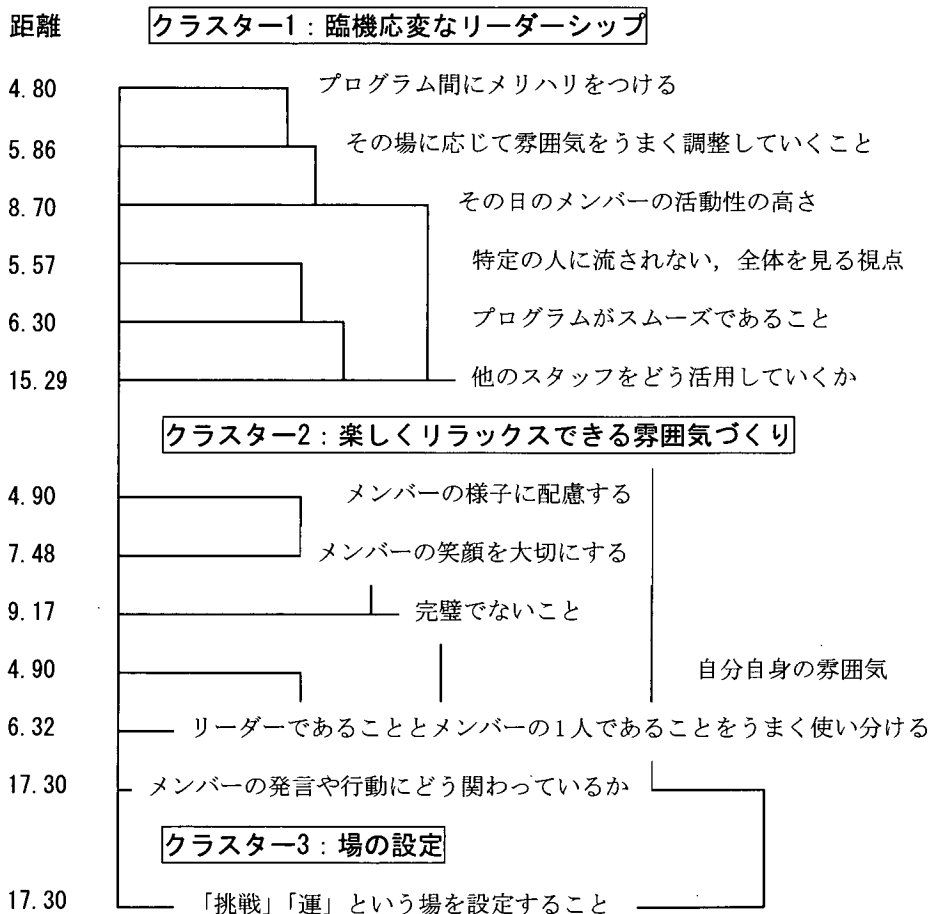 距離 クラスター1：臨機応変なリーダーシップ
4.80 プログラム間にメリハリをつける
5.86 その場に応じて雰囲気をうまく調整していくこと
8.70 その日のメンバーの活動性の高さ
5.57 特定の人に流されない，全体を見る視点
6.30 プログラムがスムーズであること
15.29 他のスタッフをどう活用していくか
クラスター2：楽しくリラックスできる雰囲気づくり
4.90 メンバーの様子に配慮する
7.48 メンバーの笑顔を大切にする
9.17 完璧でないこと
4.90 自分自身の雰囲気
6.32 リーダーであることとメンバーの1人であることをうまく使い分ける
17.30 メンバーの発言や行動にどう関わっているか
クラスター3：場の設定
17.30 「挑戦」「運」という場を設定すること